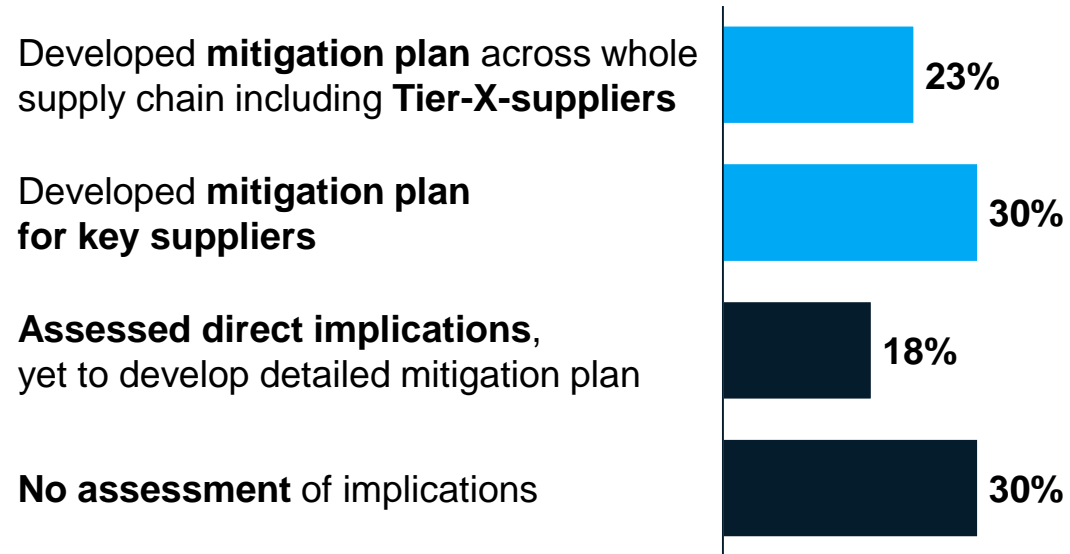 Developed mitigation plan across whole
supply chain including Tier-X-suppliers
23%
Developed mitigation plan
for key suppliers
30%
Assessed direct implications,
yet to develop detailed mitigation plan
18%
No assessment of implications
30%